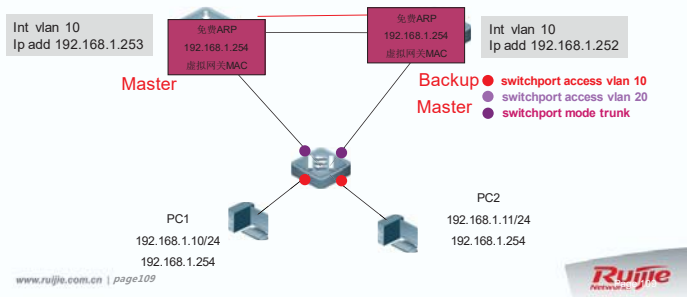 Int vlan 10
Ip add 192.168.1.253
免费ARP
192.168.1.254
虚拟网关MAC
Master
免费ARP
192.168.1.254
虚拟网关MAC
Int vlan 10
Ip add 192.168.1.252
Backup
Master
switchport access vlan 10
switchport access vlan 20
switchport mode trunk
PC1
192.168.1.10/24
192.168.1.254
PC2
192.168.1.11/24
192.168.1.254
www.ruijie.com.cn | page109
Ruijie
Networks